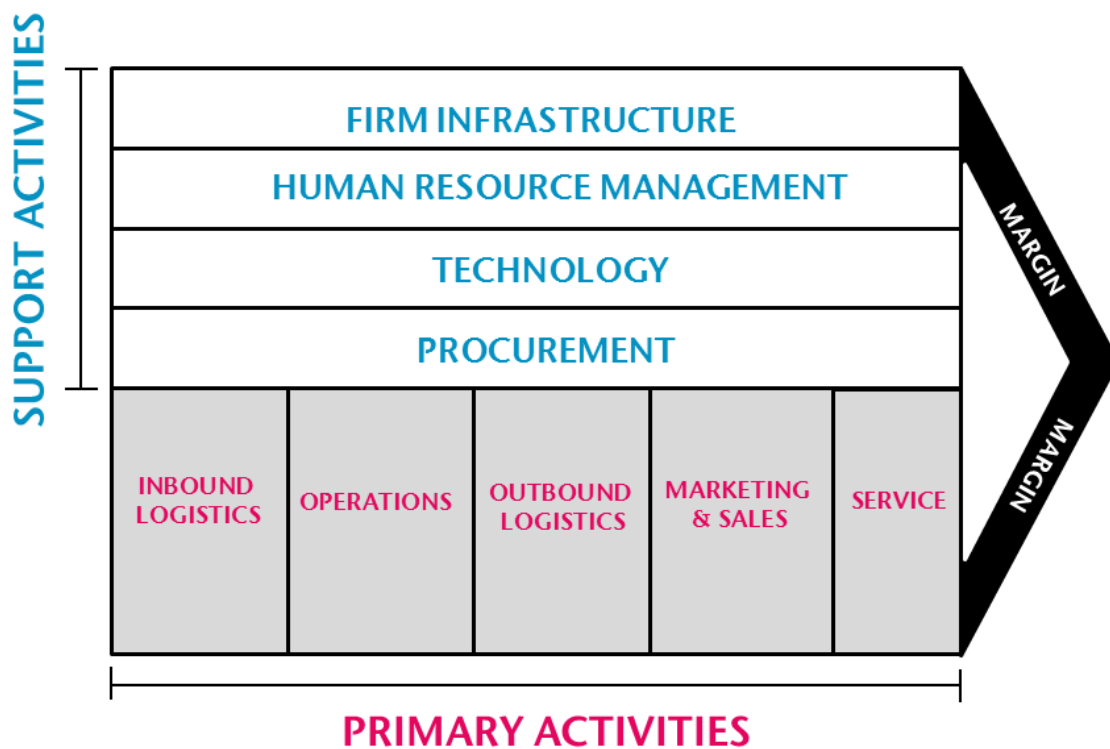 SUPPORT ACTIVITIES
FIRM INFRASTRUCTURE
HUMAN RESOURCE MANAGEMENT
TECHNOLOGY
PROCUREMENT
MARGIN
MARGIN
INBOUND
LOGISTICS
OPERATIONS
OUTBOUND
LOGISTICS
MARKETING
& SALES
SERVICE
PRIMARY ACTIVITIES